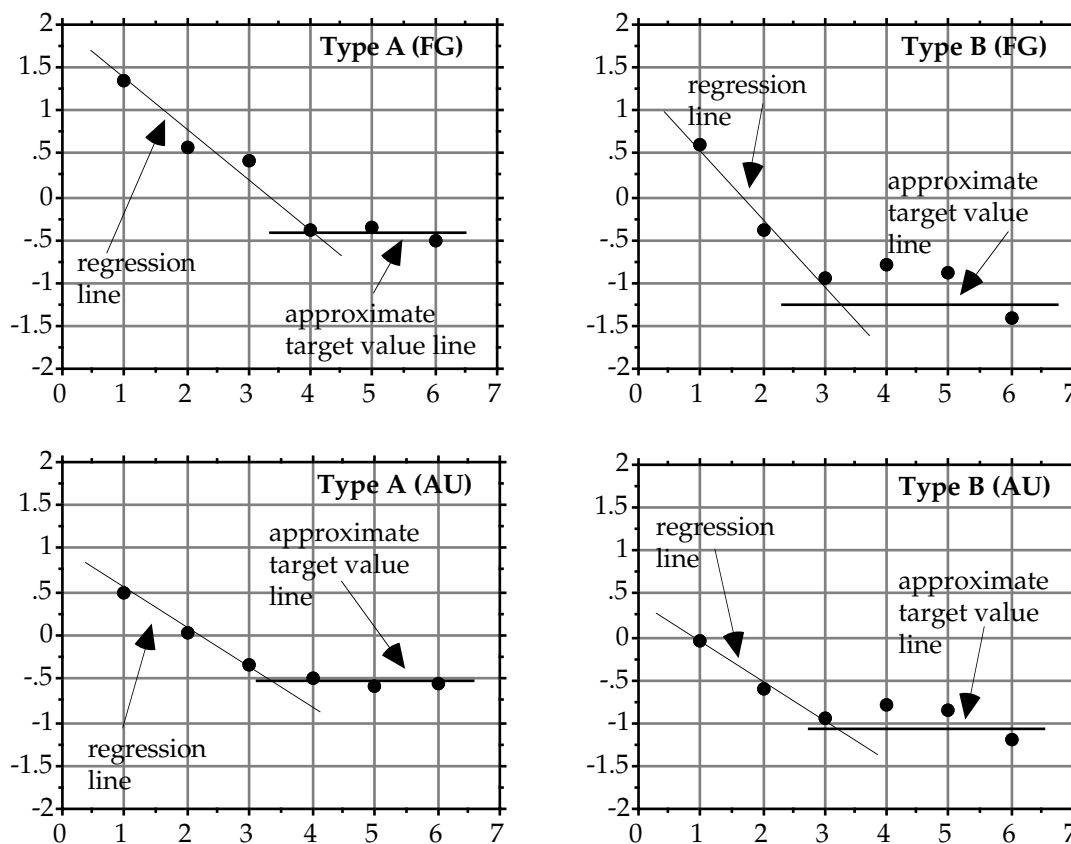 Type A (FG)
2
1.5
1
.5
0
-.5
-1
-1.5
-2
regression
line
approximate
target value line
0 1 2 3 4 5 6 7
Type B (FG)
2
1.5
1
.5
0
-.5
-1
-1.5
-2
regression
line
approximate
target value
line
0 1 2 3 4 5 6 7
Type A (AU)
2
1.5
1
.5
0
-.5
-1
-1.5
-2
approximate
target value
line
regression
line
0 1 2 3 4 5 6 7
Type B (AU)
2
1.5
1
.5
0
-.5
-1
-1.5
-2
regression
line
approximate
target value
line
0 1 2 3 4 5 6 7